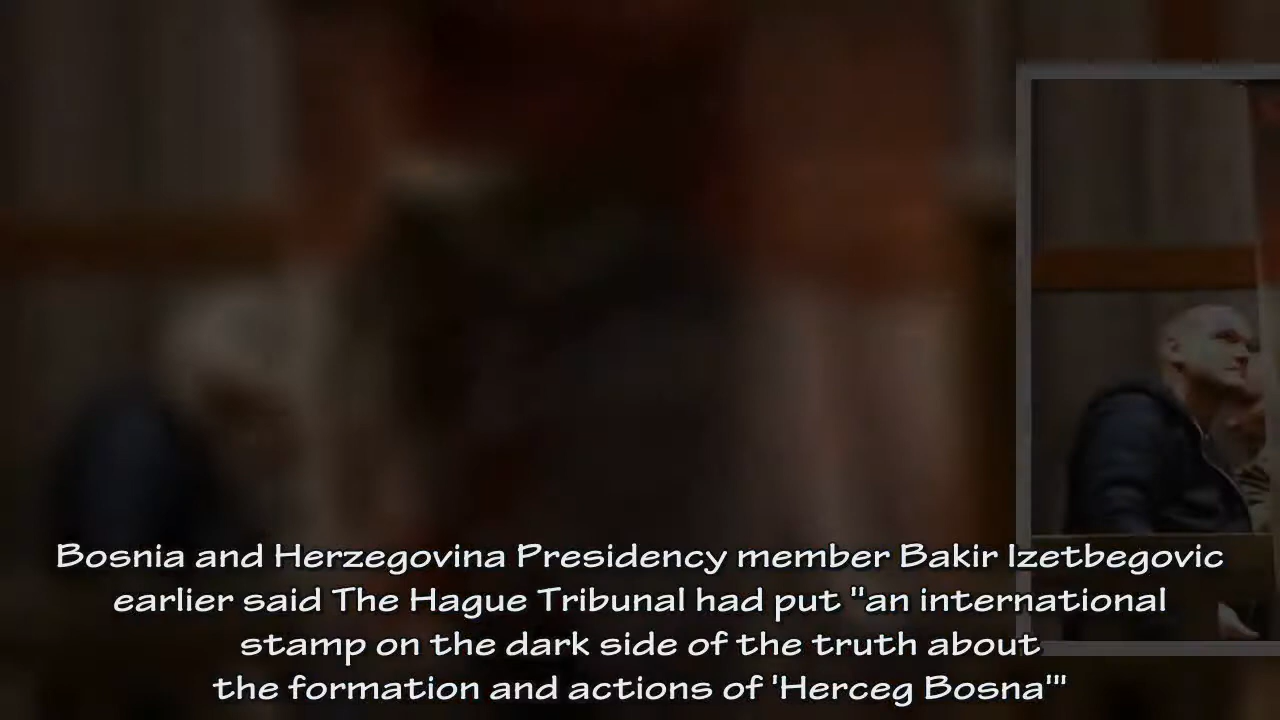 Bosnia and Herzegovina Presidency member Bakir Izetbegovic
earlier said The Hague Tribunal had put "an international
stamp on the dark side of the truth about
the formation and actions of 'Herceg Bosna'"